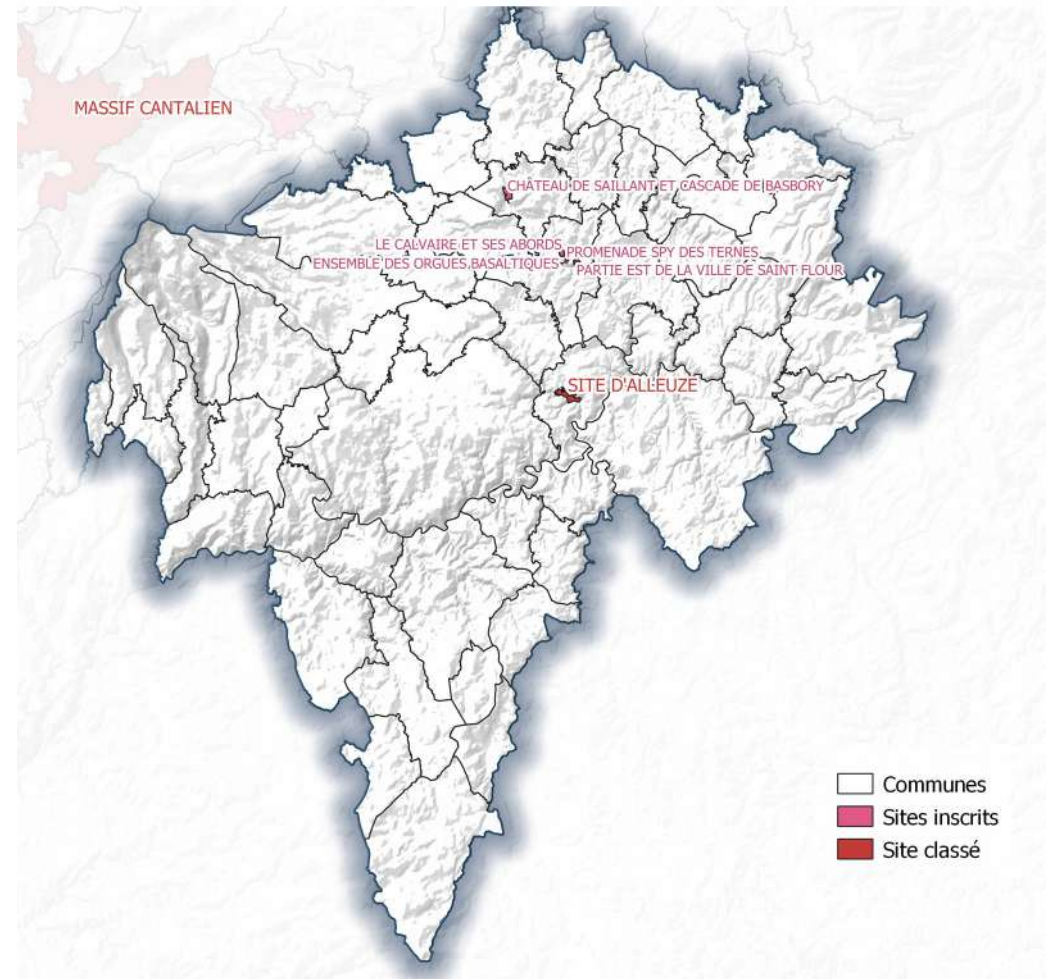 MASSIF CANTALIEN
CHÂTEAU DE SAILLANT ET CASCADE DE BASBORY
LE CALVAIRE ET SES ABORDS
PROMENADE SPY DES TERNES
ENSEMBLE DES ORGUES BASALTIQUES
PARTIE EST DE LA VILLE DE SAINT FLOUR
SITE D'ALLEUZE
Communes
Sites inscrits
Site classé